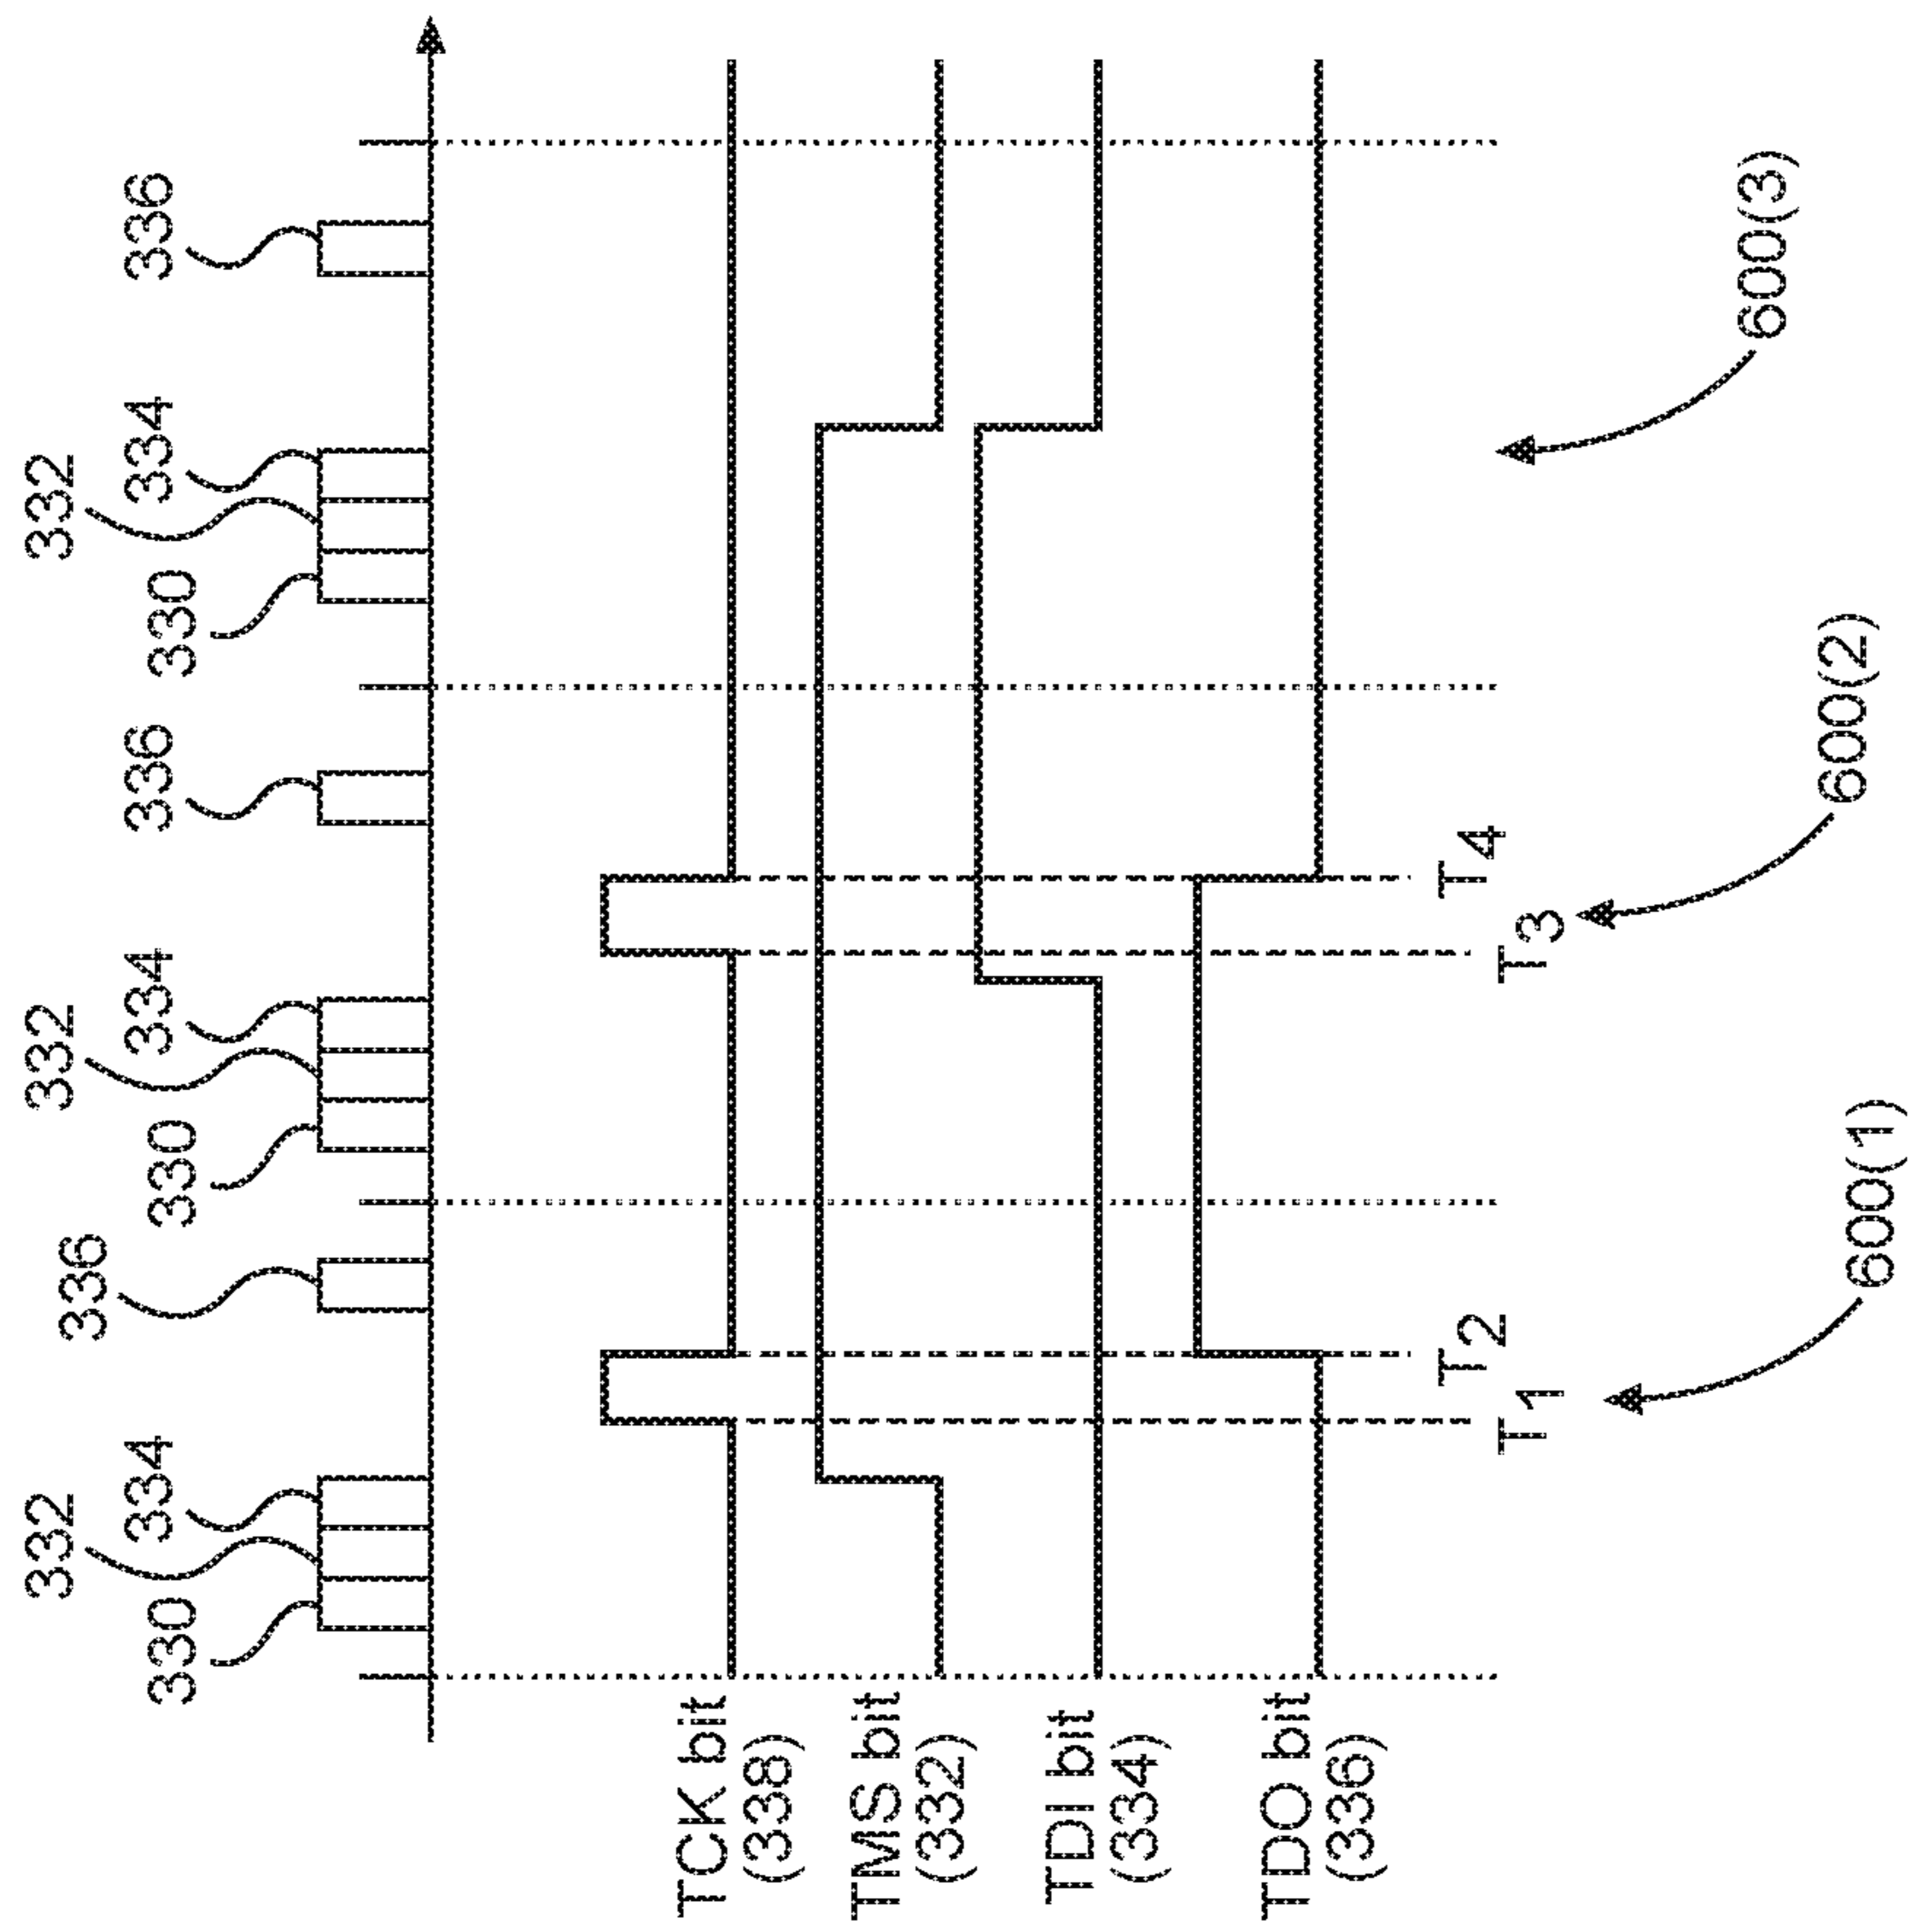 332
332
332
336
334
334
336
334
336
330
330
330
TCK bit
(338)
TMS bit
(332)
TDI bit
(334)
TDO bit
(336)
T2
T4
T1
T3
600(1)
600(2)
600(3)